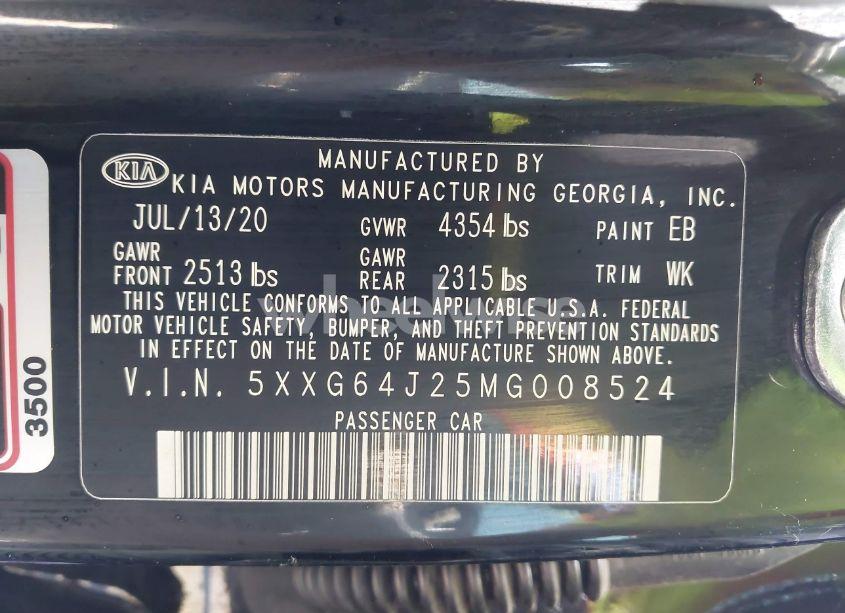 MANUFACTURED BY
KIA
KIA MOTORS MANUFACTURING GEORGIA, INC.
JUL/13/20 GVWR 4354 lbs PAINT EB
GAWR FRONT 2513 lbs GAWR REAR 2315 lbs TRIM WK
THIS VEHICLE CONFORMS TO ALL APPLICABLE U.S.A. FEDERAL
MOTOR VEHICLE SAFETY, BUMPER, AND THEFT PREVENTION STANDARDS
IN EFFECT ON THE DATE OF MANUFACTURE SHOWN ABOVE.
V.I.N. 5XXG64J25MG008524
PASSENGER CAR
3500